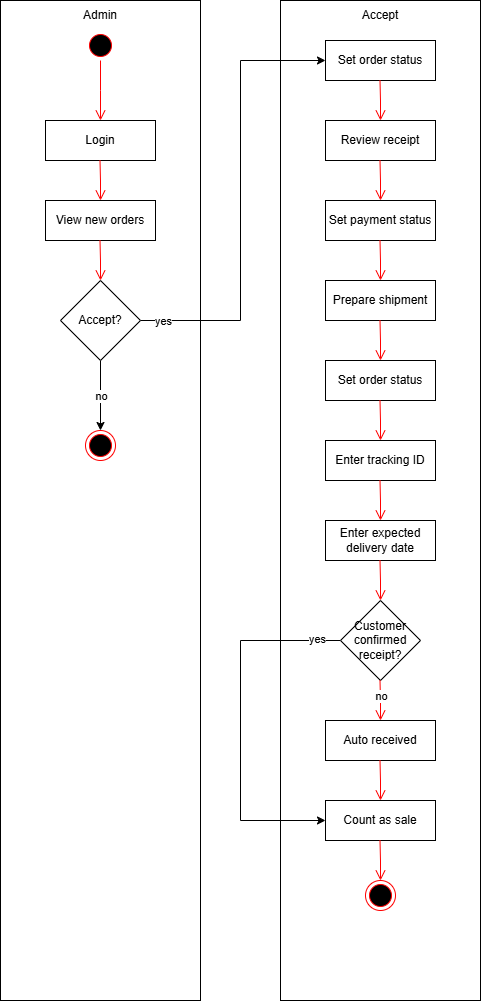 Admin
Login
View new orders
Accept?
yes
no
Accept
Set order status
Review receipt
Set payment status
Prepare shipment
Set order status
Enter tracking ID
Enter expected
delivery date
Customer
confirmed
receipt?
yes
no
Auto received
Count as sale